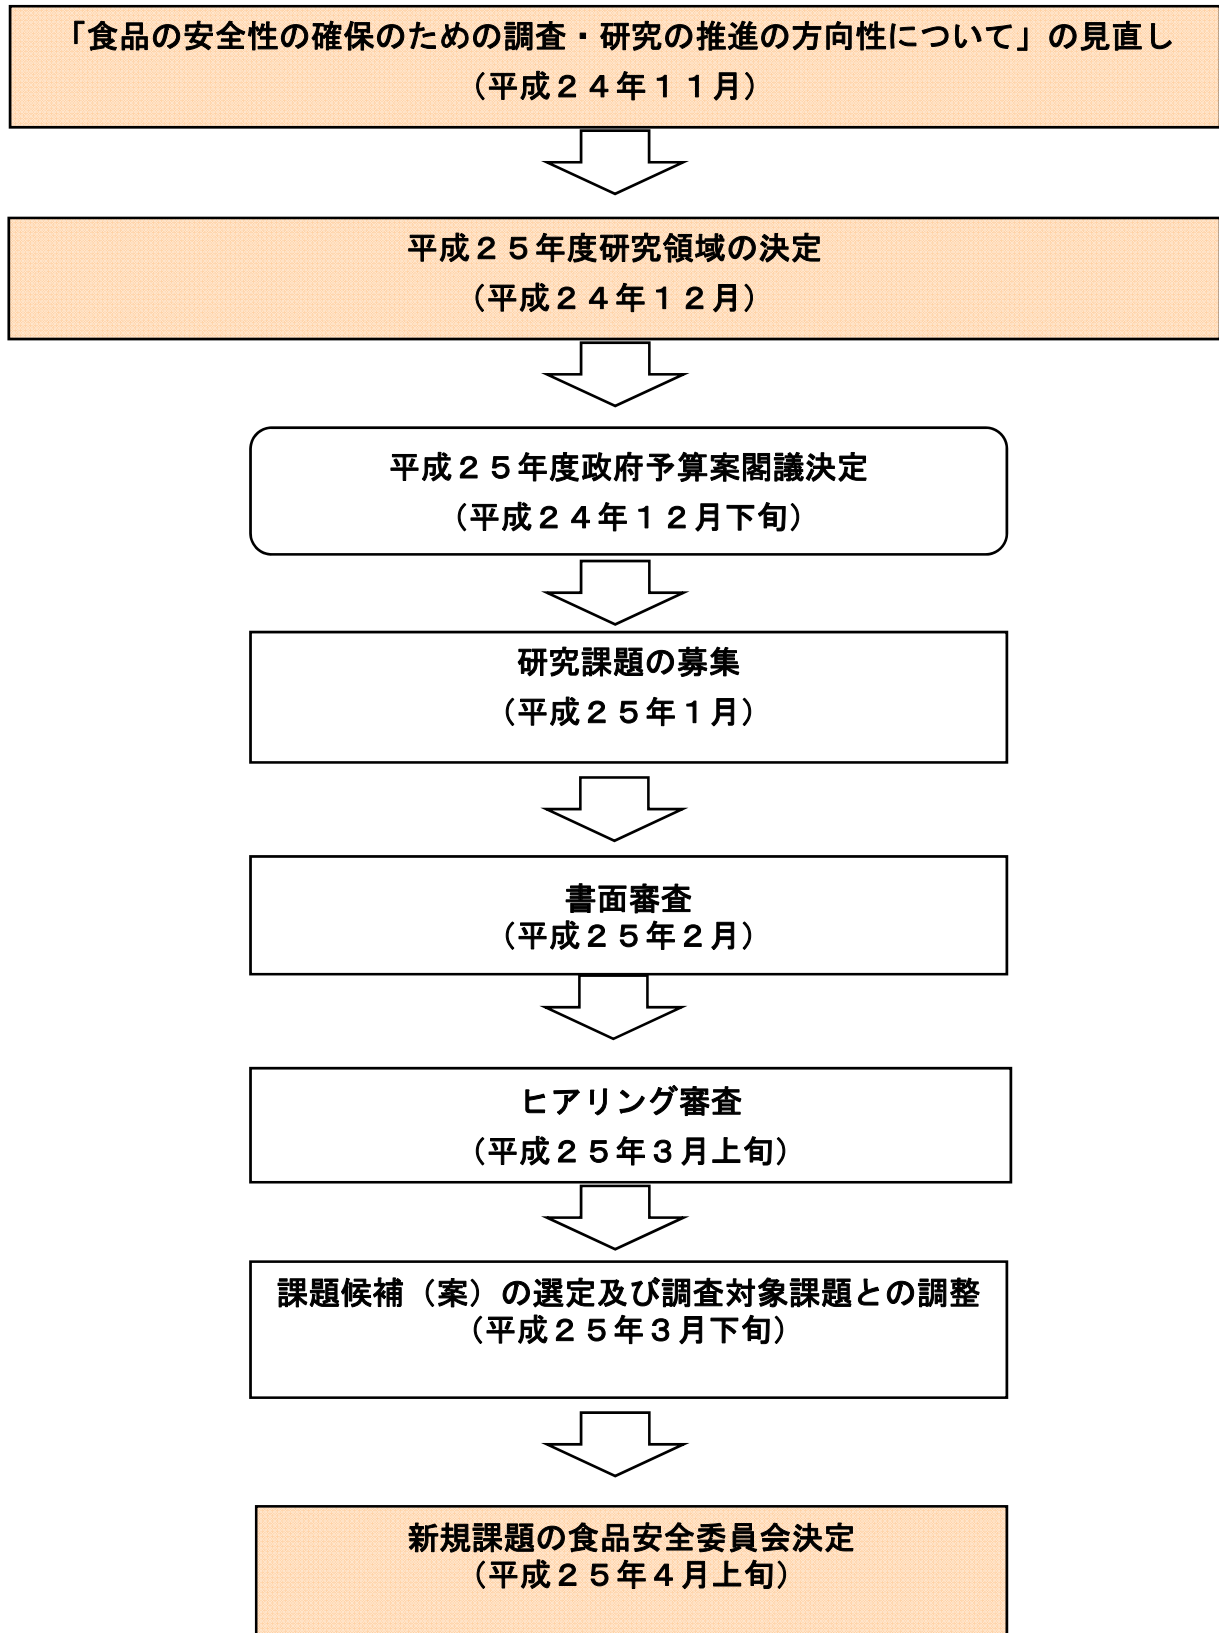 「食品の安全性の確保のための調査・研究の推進の方向性について」の見直し
（平成２４年１１月）
平成２５年度研究領域の決定
（平成２４年１２月）
平成２５年度政府予算案閣議決定
（平成２４年１２月下旬）
研究課題の募集
（平成２５年１月）
書面審査
（平成２５年２月）
ヒアリング審査
（平成２５年３月上旬）
課題候補（案）の選定及び調査対象課題との調整
（平成２５年３月下旬）
新規課題の食品安全委員会決定
（平成２５年４月上旬）